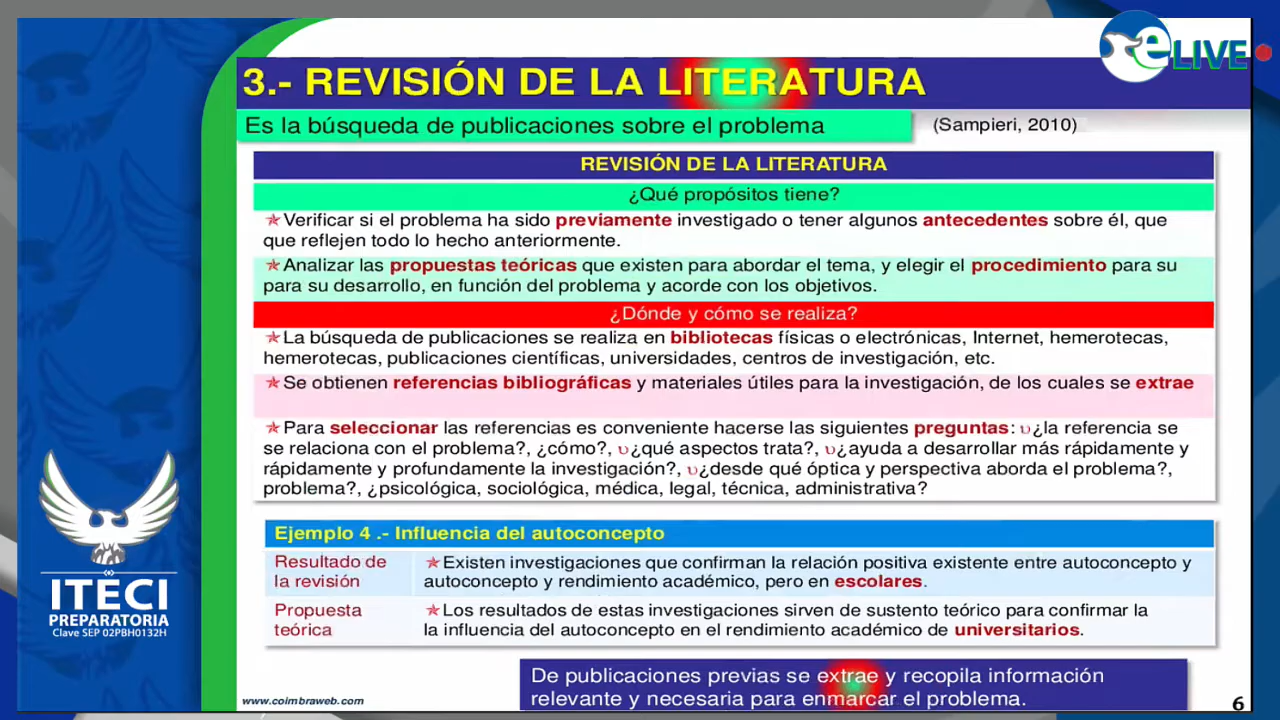 eLIVE
3.- REVISIÓN DE LA LITERATURA
Es la búsqueda de publicaciones sobre el problema
(Sampieri, 2010)
REVISIÓN DE LA LITERATURA
¿Qué propósitos tiene?
✯Verificar si el problema ha sido previamente investigado o tener algunos antecedentes sobre él, que
que reflejen todo lo hecho anteriormente.
✯Analizar las propuestas teóricas que existen para abordar el tema, y elegir el procedimiento para su
para su desarrollo, en función del problema y acorde con los objetivos.
¿Dónde y cómo se realiza?
✯La búsqueda de publicaciones se realiza en bibliotecas físicas o electrónicas, Internet, hemerotecas,
hemerotecas, publicaciones científicas, universidades, centros de investigación, etc.
✯Se obtienen referencias bibliográficas y materiales útiles para la investigación, de los cuales se extrae
✯Para seleccionar las referencias es conveniente hacerse las siguientes preguntas: υ¿la referencia se
se relaciona con el problema?, ¿cómo?, υ¿qué aspectos trata?, υ¿ayuda a desarrollar más rápidamente y
rápidamente y profundamente la investigación?, υ¿desde qué óptica y perspectiva aborda el problema?,
problema?, ¿psicológica, sociológica, médica, legal, técnica, administrativa?
Ejemplo 4 .- Influencia del autoconcepto
Resultado de
la revisión
✯Existen investigaciones que confirman la relación positiva existente entre autoconcepto y
autoconcepto y rendimiento académico, pero en escolares.
Propuesta
teórica
✯Los resultados de estas investigaciones sirven de sustento teórico para confirmar la
la influencia del autoconcepto en el rendimiento académico de universitarios.
De publicaciones previas se extrae y recopila información
relevante y necesaria para enmarcar el problema.
www.coimbraweb.com
6
ITECI
PREPARATORIA
Clave SEP 02PBH0132H